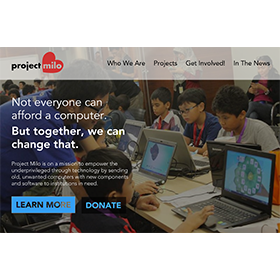 project milo
Who We Are
Projects
Get Involved!
In The News
Not everyone can
afford a computer.
But together, we can
change that.
Project Milo is on a mission to empower the
underprivileged through technology by sending
old, unwanted computers with new components
and software to institutions in need.
LEARN MORE
DONATE